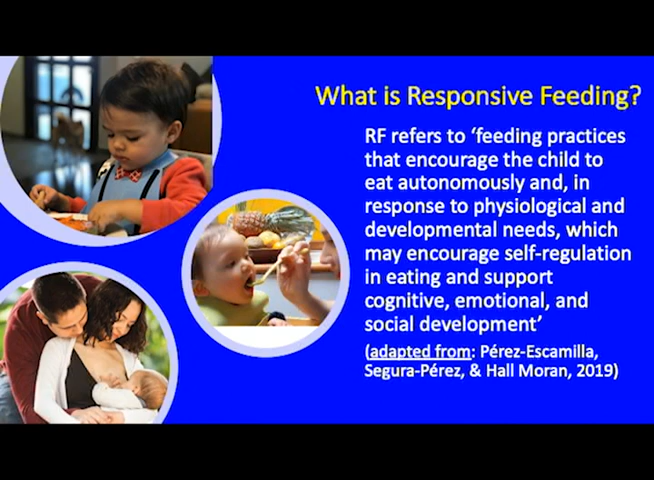 What is Responsive Feeding?
RF refers to ‘feeding practices
that encourage the child to
eat autonomously and, in
response to physiological and
developmental needs, which
may encourage self-regulation
in eating and support
cognitive, emotional, and
social development’
(adapted from: Pérez-Escamilla,
Segura-Pérez, & Hall Moran, 2019)